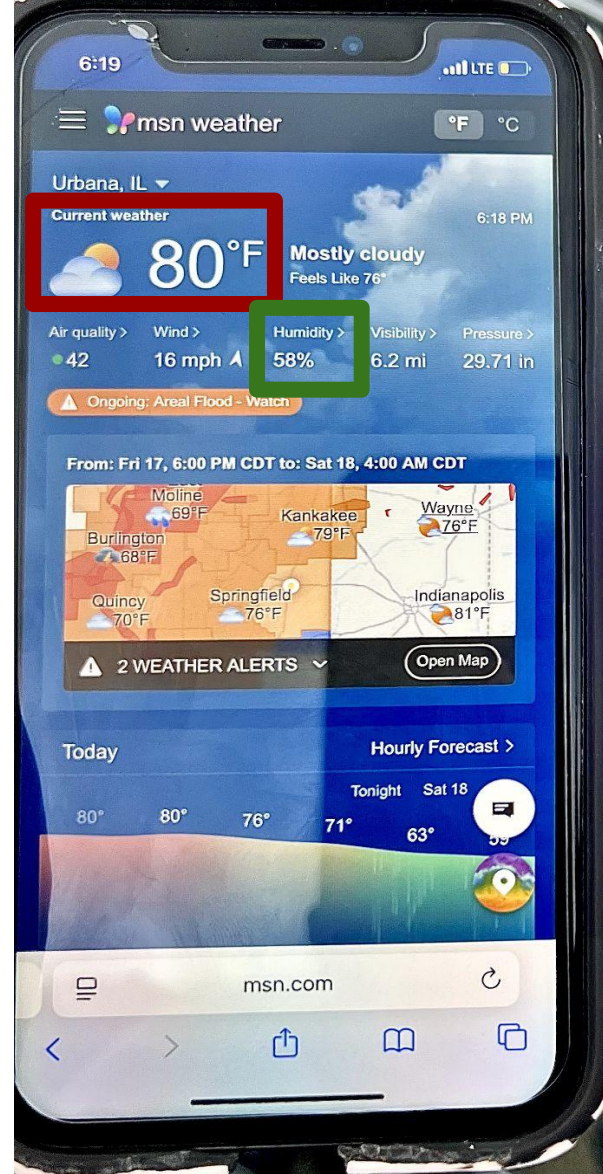 6:19 LTE
msn weather °F °C
Urbana, IL
Current weather 6:18 PM
80°F Mostly cloudy
Feels Like 76°
Air quality > Wind > Humidity > Visibility > Pressure >
42 16 mph 58% 6.2 mi 29.71 in
Ongoing: Areal Flood - Watch
From: Fri 17, 6:00 PM CDT to: Sat 18, 4:00 AM CDT
Moline
69°F
Kankakee
79°F
Wayne
76°F
Burlington
68°F
Quincy
70°F
Springfield
76°F
Indianapolis
81°F
2 WEATHER ALERTS Open Map
Today Hourly Forecast >
Tonight Sat 18
80° 80° 76° 71° 63°
msn.com